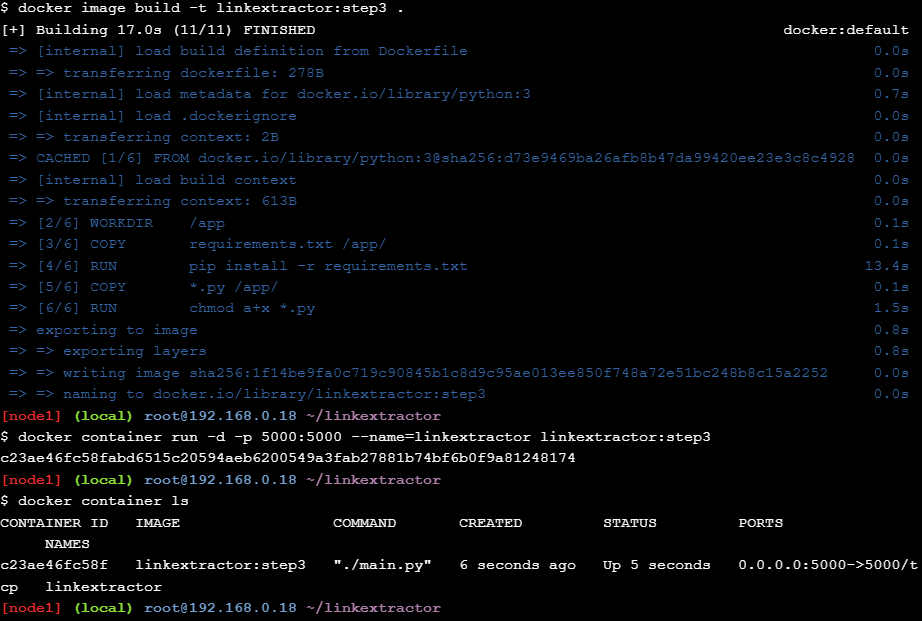 $ docker image build -t linkextractor:step3 .
[+] Building 17.0s (11/11) FINISHED docker:default
=> [internal] load build definition from Dockerfile 0.0s
=> => transferring dockerfile: 278B 0.0s
=> [internal] load metadata for docker.io/library/python:3 0.7s
=> [internal] load .dockerignore 0.0s
=> => transferring context: 2B 0.0s
=> CACHED [1/6] FROM docker.io/library/python:3@sha256:d73e9469ba26afb8b47da99420ee23e3c8c4928 0.0s
=> [internal] load build context 0.0s
=> => transferring context: 613B 0.0s
=> [2/6] WORKDIR /app 0.1s
=> [3/6] COPY requirements.txt /app/ 0.1s
=> [4/6] RUN pip install -r requirements.txt 13.4s
=> [5/6] COPY *.py /app/ 0.1s
=> [6/6] RUN chmod a+x *.py 1.5s
=> exporting to image 0.8s
=> => exporting layers 0.8s
=> => writing image sha256:1f14be9fa0c719c90845b1c8d9c95ae013ee850f748a72e51bc248b8c15a2252 0.0s
=> => naming to docker.io/library/linkextractor:step3 0.0s
[node1] (local) root@192.168.0.18 ~/linkextractor
$ docker container run -d -p 5000:5000 --name=linkextractor linkextractor:step3
c23ae46fc58fabd6515c20594aeb6200549a3fab27881b74bf6b0f9a81248174
[node1] (local) root@192.168.0.18 ~/linkextractor
$ docker container ls
CONTAINER ID IMAGE COMMAND CREATED STATUS PORTS
NAMES
c23ae46fc58f linkextractor:step3 "./main.py" 6 seconds ago Up 5 seconds 0.0.0.0:5000->5000/t
cp linkextractor
[node1] (local) root@192.168.0.18 ~/linkextractor